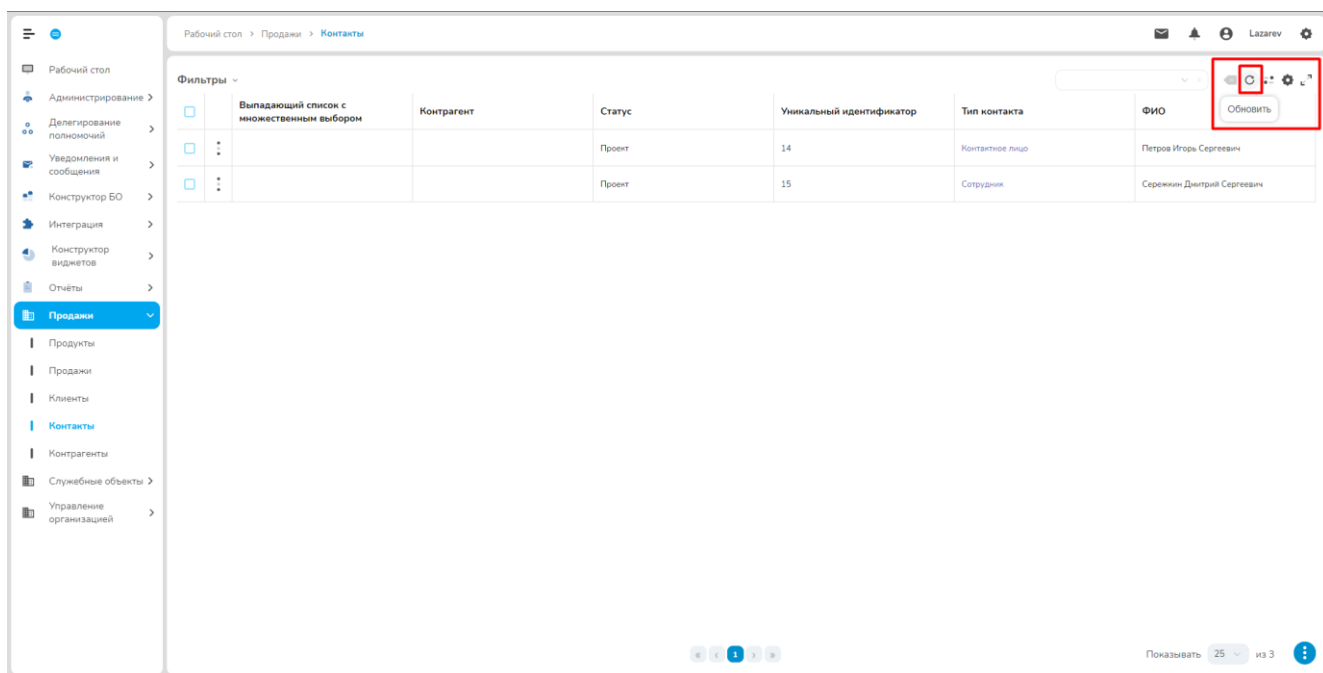 Рабочий стол > Продажи > Контакты
Lazarev
Рабочий стол
Администрирование
Делегирование
полномочий
Уведомления и
сообщения
Конструктор БО
Интеграция
Конструктор
виджетов
Отчёты
Продажи
Продукты
Продажи
Клиенты
Контакты
Контрагенты
Служебные объекты
Управление
организацией
Фильтры
Обновить
Выпадающий список с
множественным выбором
Контрагент
Статус
Уникальный идентификатор
Тип контакта
ФИО
Проект
14
Контактное лицо
Петров Игорь Сергеевич
Проект
15
Сотрудник
Сережкин Дмитрий Сергеевич
« ‹ 1 › »
Показывать 25 из 3